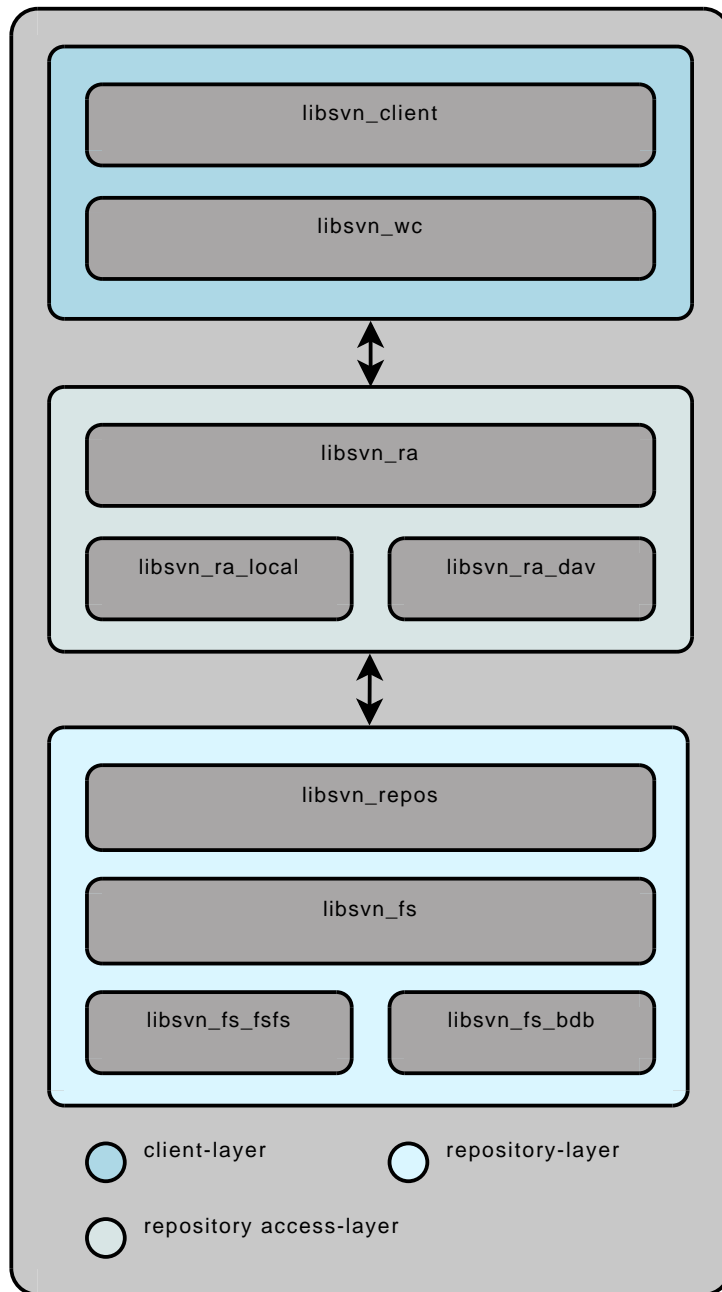 libsvn_client
libsvn_wc
libsvn_ra
libsvn_ra_local
libsvn_ra_dav
libsvn_repos
libsvn_fs
libsvn_fs_fsfs
libsvn_fs_bdb
client-layer
repository-layer
repository access-layer